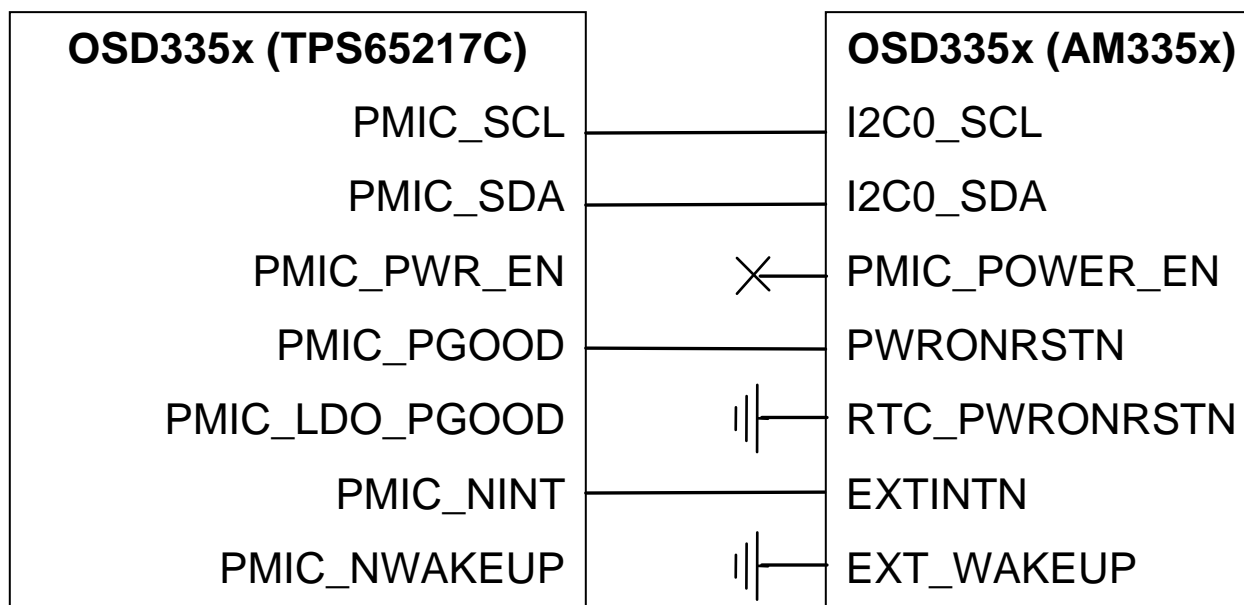 OSD335x (TPS65217C)
PMIC_SCL
PMIC_SDA
PMIC_PWR_EN
PMIC_PGOOD
PMIC_LDO_PGOOD
PMIC_NINT
PMIC_NWAKEUP
OSD335x (AM335x)
I2C0_SCL
I2C0_SDA
PMIC_POWER_EN
PWRONRSTN
RTC_PWRONRSTN
EXTINTN
EXT_WAKEUP